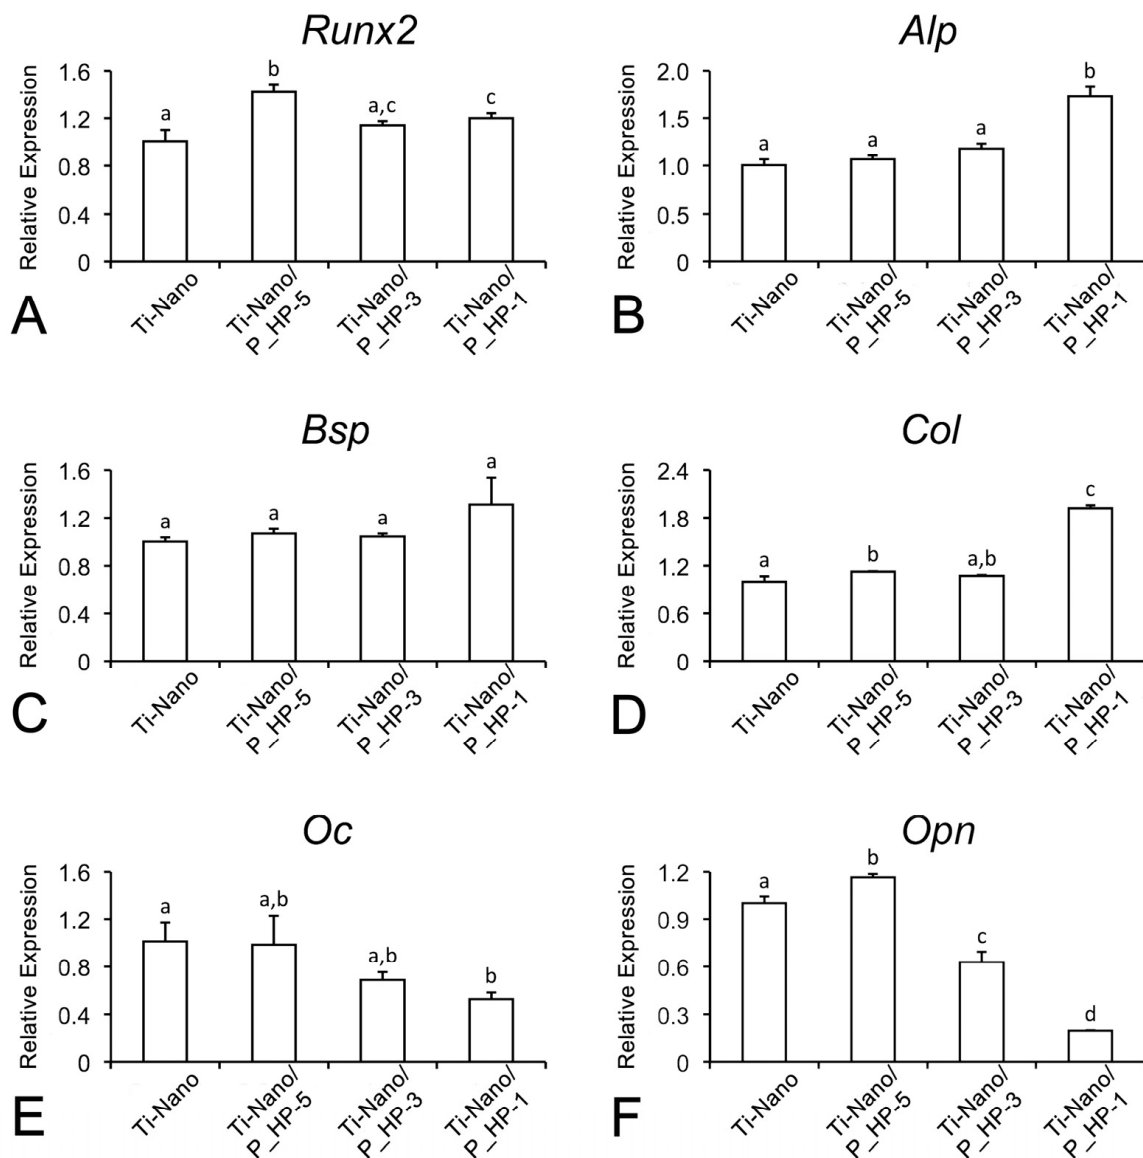 Runx2
Relative Expression
1.6
1.2
0.8
0.4
0
a
b
a,c
c
Ti-Nano
Ti-Nano/
P_HP-5
Ti-Nano/
P_HP-3
Ti-Nano/
P_HP-1
A
Alp
Relative Expression
2.0
1.5
1.0
0.5
0
a
a
a
b
Ti-Nano
Ti-Nano/
P_HP-5
Ti-Nano/
P_HP-3
Ti-Nano/
P_HP-1
B
Bsp
Relative Expression
1.6
1.2
0.8
0.4
0
a
a
a
a
Ti-Nano
Ti-Nano/
P_HP-5
Ti-Nano/
P_HP-3
Ti-Nano/
P_HP-1
C
Col
Relative Expression
2.4
1.8
1.2
0.6
0
a
b
a,b
c
Ti-Nano
Ti-Nano/
P_HP-5
Ti-Nano/
P_HP-3
Ti-Nano/
P_HP-1
D
Oc
Relative Expression
1.6
1.2
0.8
0.4
0
a
a,b
a,b
b
Ti-Nano
Ti-Nano/
P_HP-5
Ti-Nano/
P_HP-3
Ti-Nano/
P_HP-1
E
Opn
Relative Expression
1.2
0.9
0.6
0.3
0
a
b
c
d
Ti-Nano
Ti-Nano/
P_HP-5
Ti-Nano/
P_HP-3
Ti-Nano/
P_HP-1
F